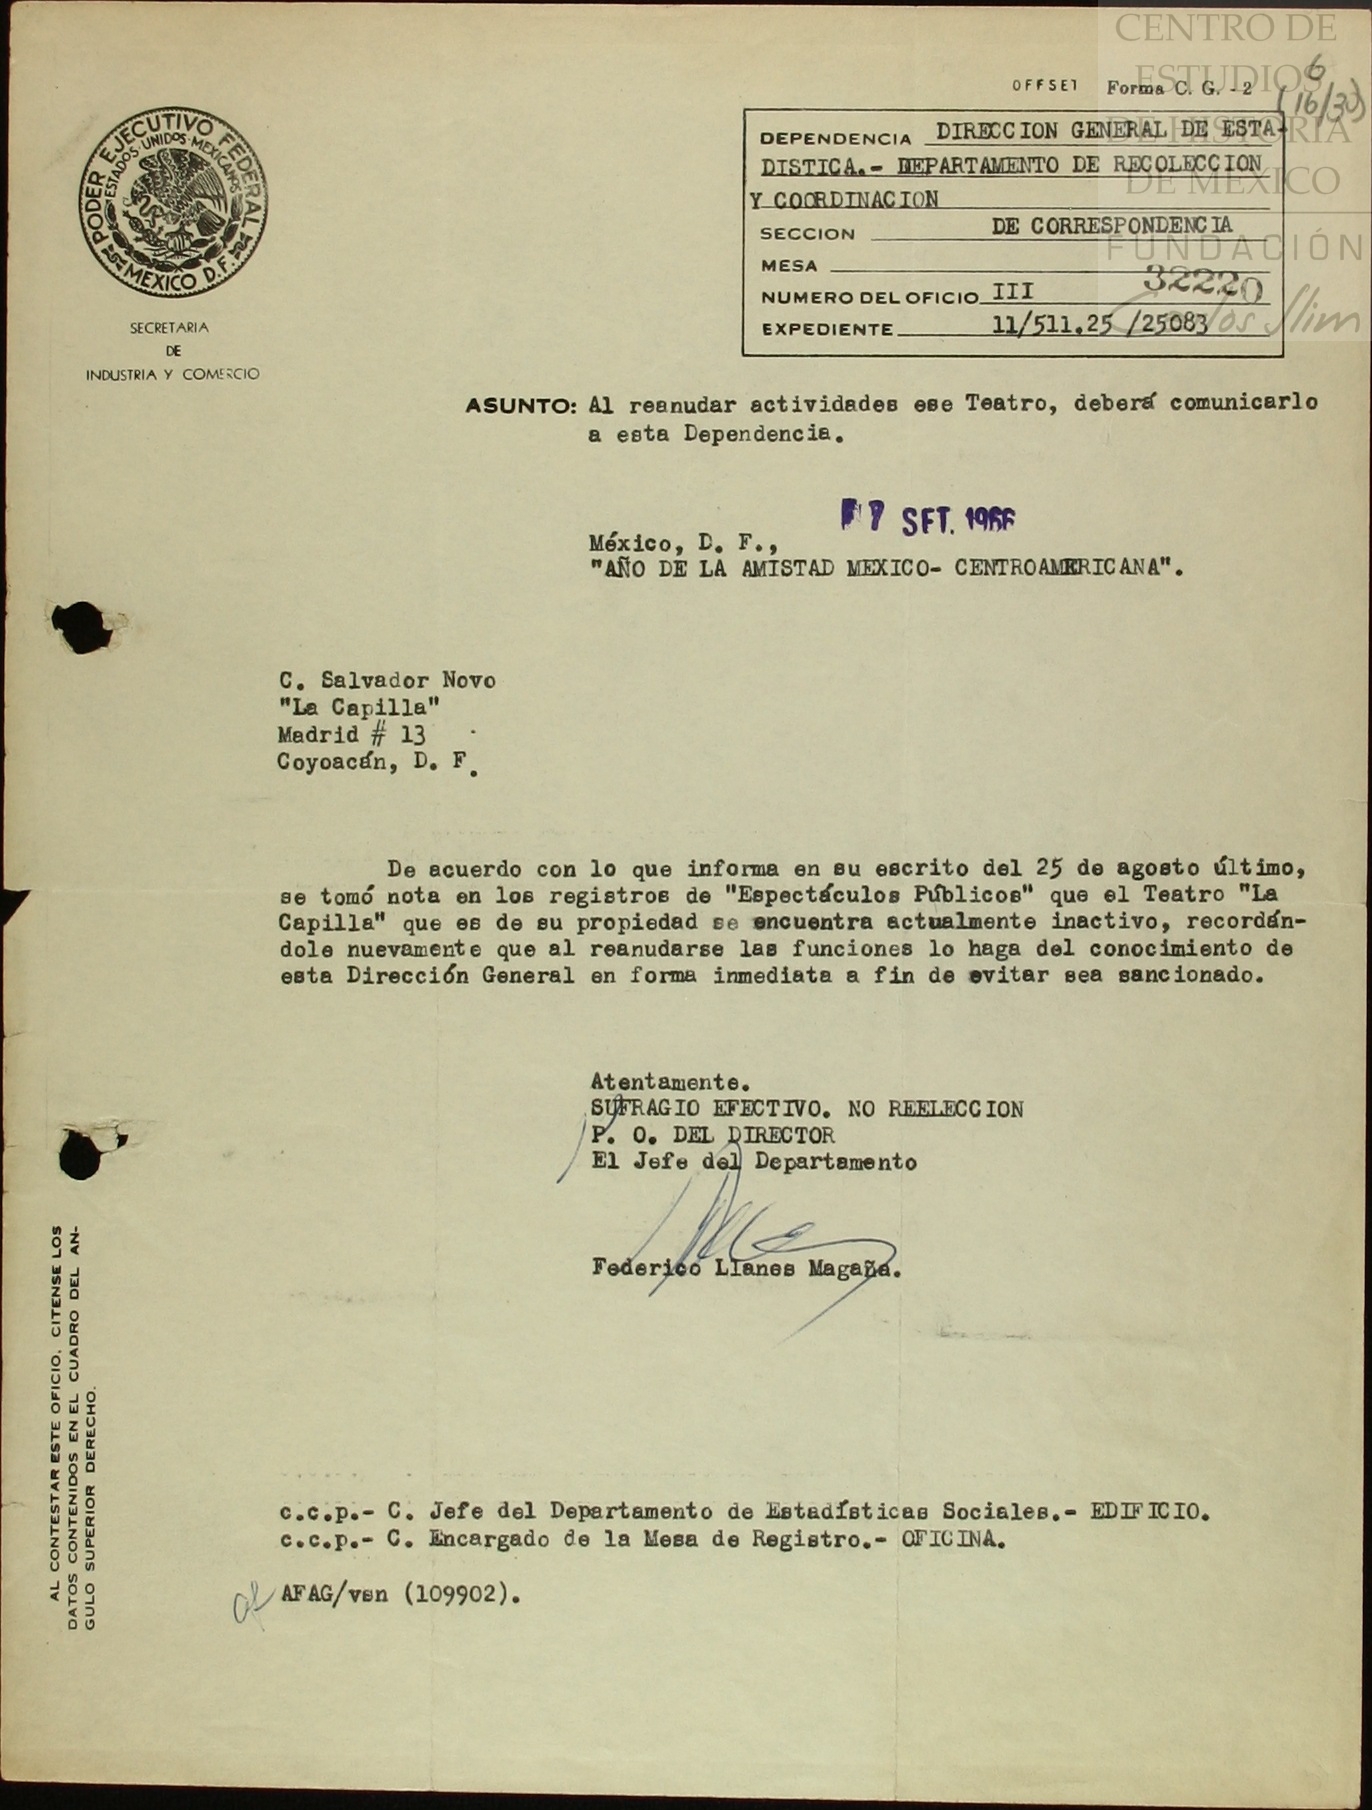 CENTRO DE
ESTUDIOS
DE HISTORIA
DE MÉXICO
FUNDACIÓN
Carlos Slim
6
(16/30)
OFFSET Forma C. G. - 2
PODER EJECUTIVO FEDERAL
ESTADOS·UNIDOS·MEXICANOS
MEXICO D.F.
SECRETARIA
DE
INDUSTRIA Y COMERCIO
DEPENDENCIA DIRECCION GENERAL DE ESTA-
DISTICA.- DEPARTAMENTO DE RECOLECCION
Y COORDINACION
SECCION DE CORRESPONDENCIA
MESA
NUMERO DEL OFICIO III 32220
EXPEDIENTE 11/511.25 /25083
ASUNTO: Al reanudar actividades ese Teatro, deberá comunicarlo
a esta Dependencia.
7 SET. 1966
México, D. F.,
"AÑO DE LA AMISTAD MEXICO- CENTROAMERICANA".
C. Salvador Novo
"La Capilla"
Madrid # 13
Coyoacán, D. F.
De acuerdo con lo que informa en su escrito del 25 de agosto último,
se tomó nota en los registros de "Espectáculos Públicos" que el Teatro "La
Capilla" que es de su propiedad se encuentra actualmente inactivo, recordán-
dole nuevamente que al reanudarse las funciones lo haga del conocimiento de
esta Dirección General en forma inmediata a fin de evitar sea sancionado.
Atentamente.
SUFRAGIO EFECTIVO. NO REELECCION
P. O. DEL DIRECTOR
El Jefe del Departamento
Federico Llanes Magaña.
AL CONTESTAR ESTE OFICIO, CITENSE LOS
DATOS CONTENIDOS EN EL CUADRO DEL AN-
GULO SUPERIOR DERECHO.
c.c.p.- C. Jefe del Departamento de Estadísticas Sociales.- EDIFICIO.
c.c.p.- C. Encargado de la Mesa de Registro.- OFICINA.
AFAG/vsn (109902).